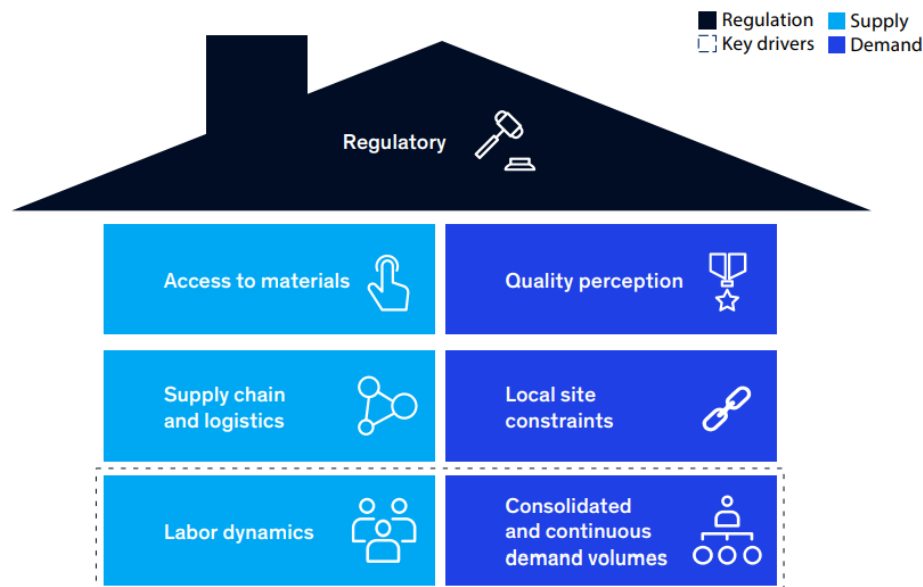 Regulation
Supply
Key drivers
Demand
Regulatory
Access to materials
Quality perception
Supply chain
and logistics
Local site
constraints
Labor dynamics
Consolidated
and continuous
demand volumes